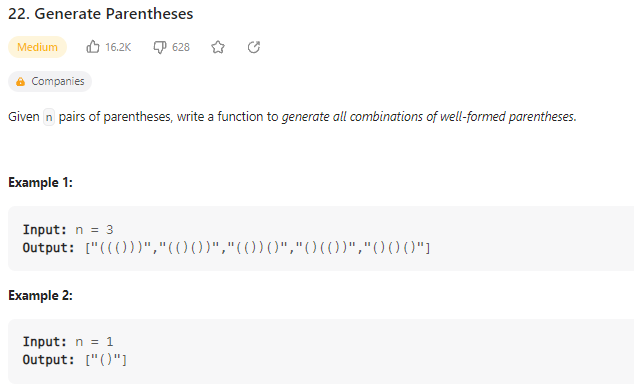 22. Generate Parentheses
Medium 16.2K 628
Companies
Given n pairs of parentheses, write a function to generate all combinations of well-formed parentheses.
Example 1:
Input: n = 3
Output: ["((()))","(()())","(())()","()(())","()()()"]
Example 2:
Input: n = 1
Output: ["()"]